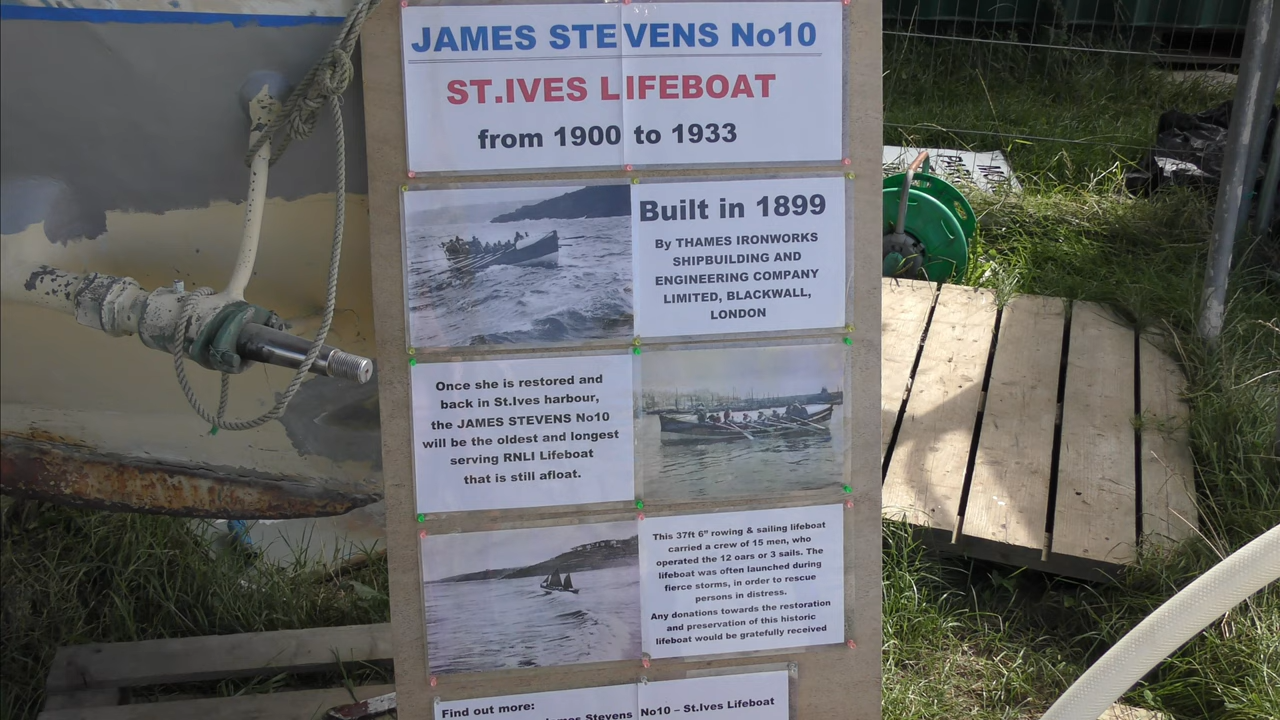 JAMES STEVENS No10
ST.IVES LIFEBOAT
from 1900 to 1933
Built in 1899
By THAMES IRONWORKS
SHIPBUILDING AND
ENGINEERING COMPANY
LIMITED, BLACKWALL,
LONDON
Once she is restored and
back in St.Ives harbour,
the JAMES STEVENS No10
will be the oldest and longest
serving RNLI Lifeboat
that is still afloat.
This 37ft 6” rowing & sailing lifeboat
carried a crew of 15 men, who
operated the 12 oars or 3 sails. The
lifeboat was often launched during
fierce storms, in order to rescue
persons in distress.
Any donations towards the restoration
and preservation of this historic
lifeboat would be gratefully received
Find out more:
James Stevens No10 – St.Ives Lifeboat